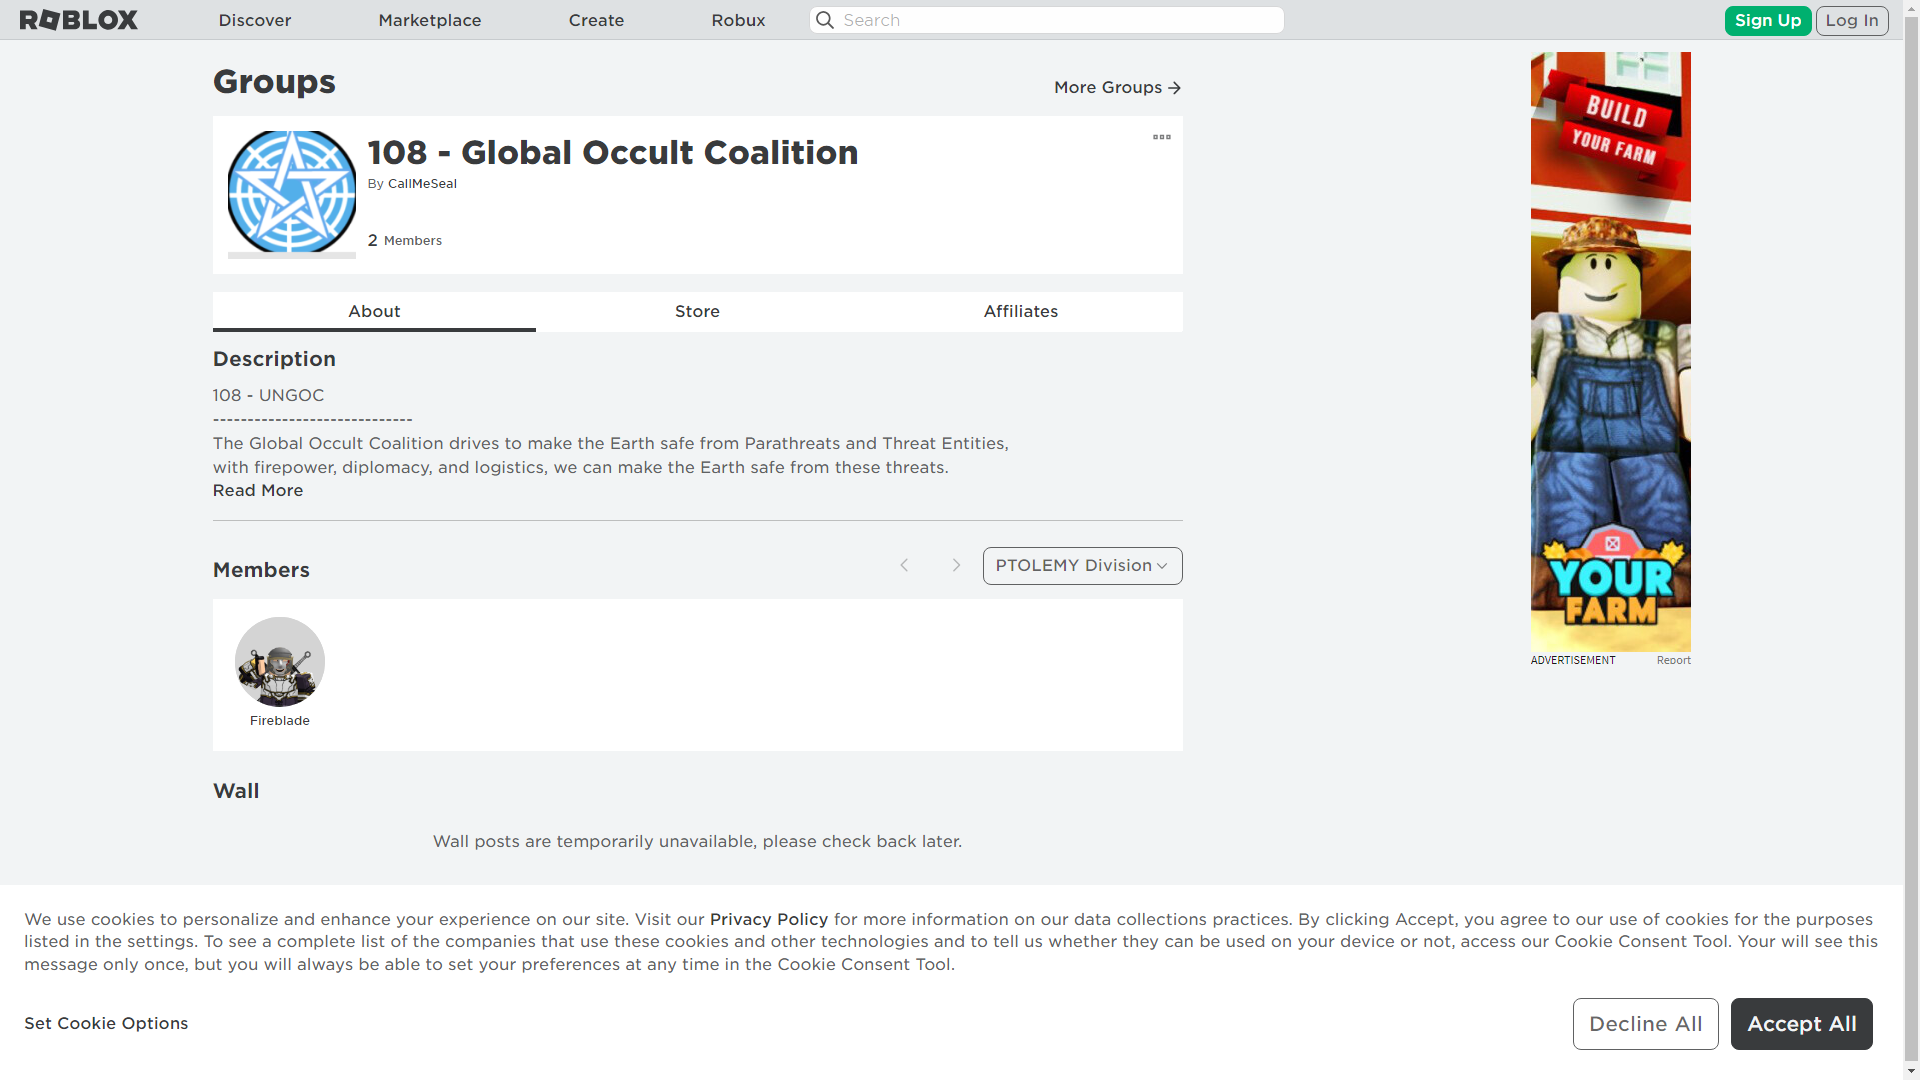 ROBLOX
Discover
Marketplace
Create
Robux
Search
Sign Up
Log In
Groups
More Groups
108 - Global Occult Coalition
By CallMeSeal
2 Members
About
Store
Affiliates
Description
108 - UNGOC
-----------------------------
The Global Occult Coalition drives to make the Earth safe from Parathreats and Threat Entities,
with firepower, diplomacy, and logistics, we can make the Earth safe from these threats.
Read More
Members
PTOLEMY Division
Fireblade
Wall
Wall posts are temporarily unavailable, please check back later.
BUILD
YOUR FARM
YOUR
FARM
ADVERTISEMENT
Report
We use cookies to personalize and enhance your experience on our site. Visit our Privacy Policy for more information on our data collections practices. By clicking Accept, you agree to our use of cookies for the purposes
listed in the settings. To see a complete list of the companies that use these cookies and other technologies and to tell us whether they can be used on your device or not, access our Cookie Consent Tool. Your will see this
message only once, but you will always be able to set your preferences at any time in the Cookie Consent Tool.
Set Cookie Options
Decline All
Accept All